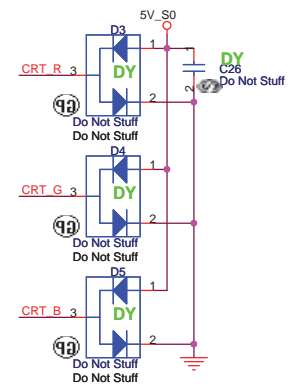 5V_S0
D3
1
CRT_R 3
DY
2
Do Not Stuff
Do Not Stuff
1
DY
C26
2
Do Not Stuff
D4
1
CRT_G 3
DY
2
Do Not Stuff
Do Not Stuff
D5
1
CRT_B 3
DY
2
Do Not Stuff
Do Not Stuff